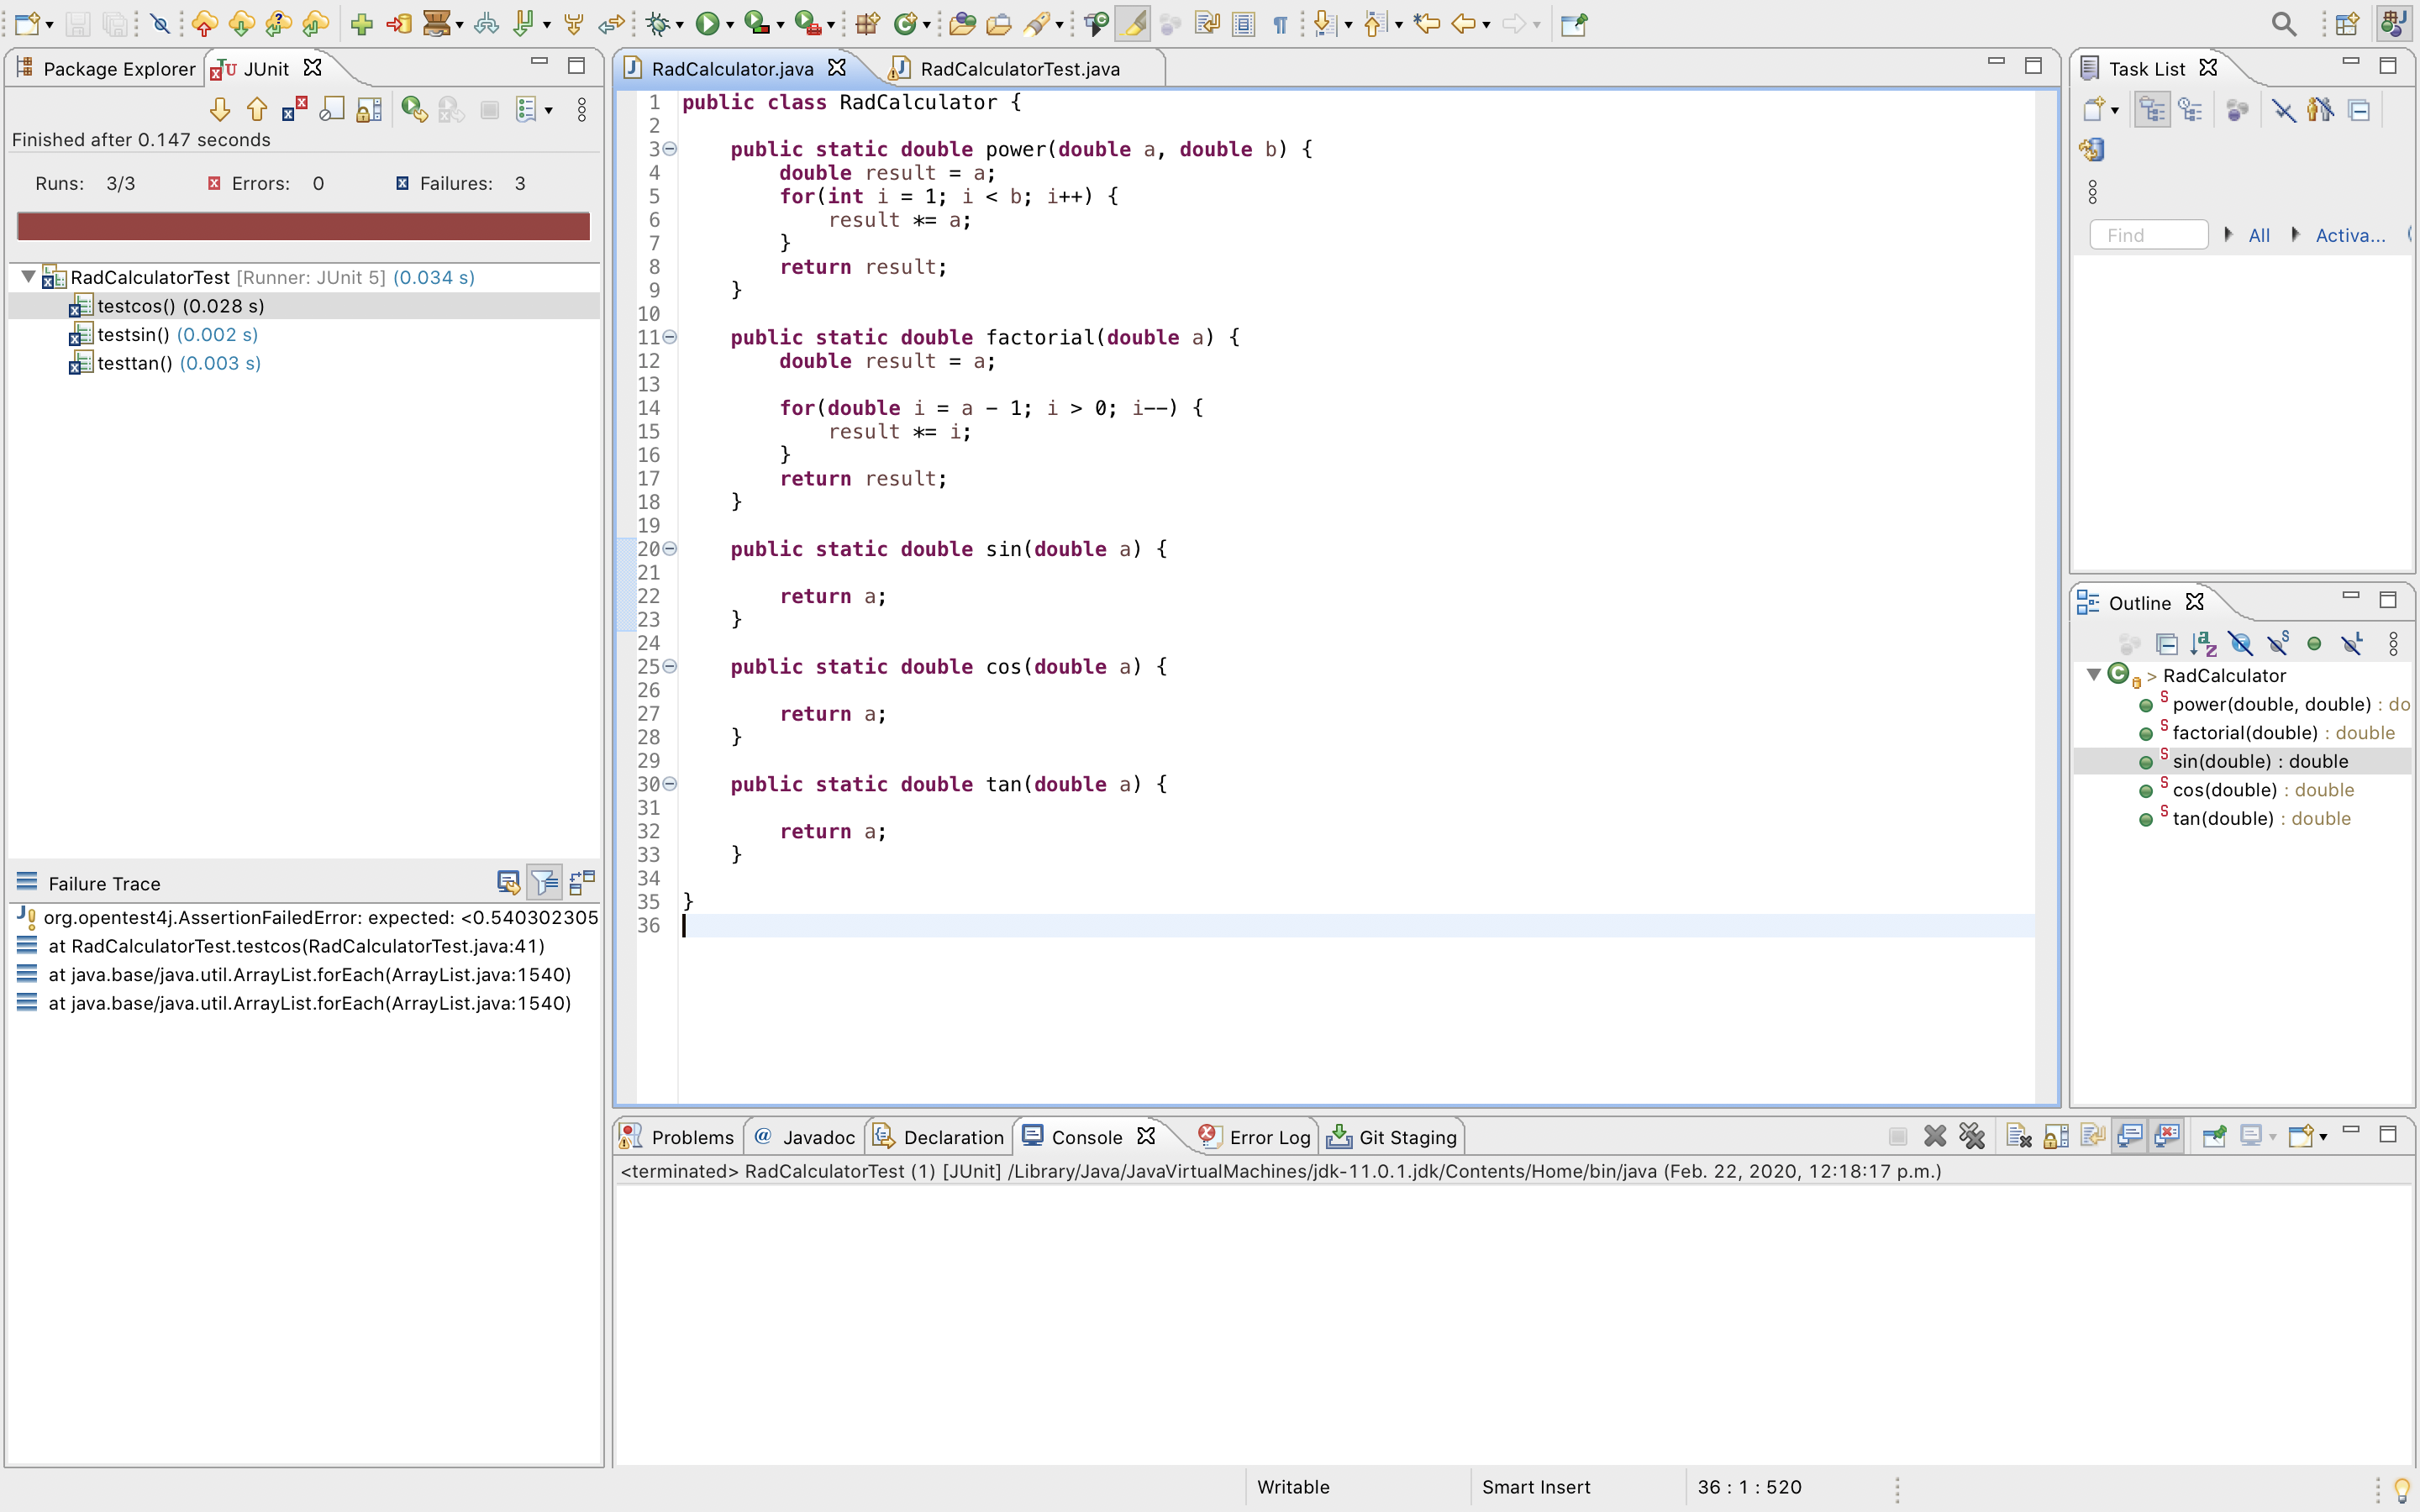 Package Explorer
JUnit
Finished after 0.147 seconds
Runs: 3/3
Errors: 0
Failures: 3
RadCalculatorTest [Runner: JUnit 5] (0.034 s)
testcos() (0.028 s)
testsin() (0.002 s)
testtan() (0.003 s)
Failure Trace
org.opentest4j.AssertionFailedError: expected: <0.540302305
at RadCalculatorTest.testcos(RadCalculatorTest.java:41)
at java.base/java.util.ArrayList.forEach(ArrayList.java:1540)
at java.base/java.util.ArrayList.forEach(ArrayList.java:1540)
RadCalculator.java
RadCalculatorTest.java
1 public class RadCalculator {
2
3 public static double power(double a, double b) {
4 double result = a;
5 for(int i = 1; i < b; i++) {
6 result *= a;
7 }
8 return result;
9 }
10
11 public static double factorial(double a) {
12 double result = a;
13
14 for(double i = a - 1; i > 0; i--) {
15 result *= i;
16 }
17 return result;
18 }
19
20 public static double sin(double a) {
21
22 return a;
23 }
24
25 public static double cos(double a) {
26
27 return a;
28 }
29
30 public static double tan(double a) {
31
32 return a;
33 }
34
35 }
36
Task List
Find
All
Activa...
Outline
> RadCalculator
power(double, double) : do
factorial(double) : double
sin(double) : double
cos(double) : double
tan(double) : double
Problems
Javadoc
Declaration
Console
Error Log
Git Staging
<terminated> RadCalculatorTest (1) [JUnit] /Library/Java/JavaVirtualMachines/jdk-11.0.1.jdk/Contents/Home/bin/java (Feb. 22, 2020, 12:18:17 p.m.)
Writable
Smart Insert
36 : 1 : 520